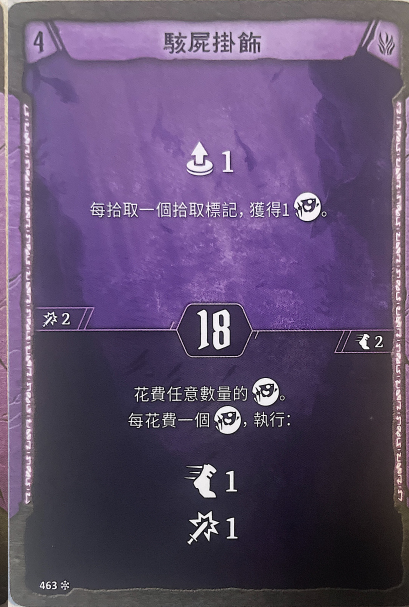 4 駭屍掛飾
1
每拾取一個拾取標記，獲得1 。
2 18 2
花費任意數量的 。
每花費一個 ，執行：
1
1
463